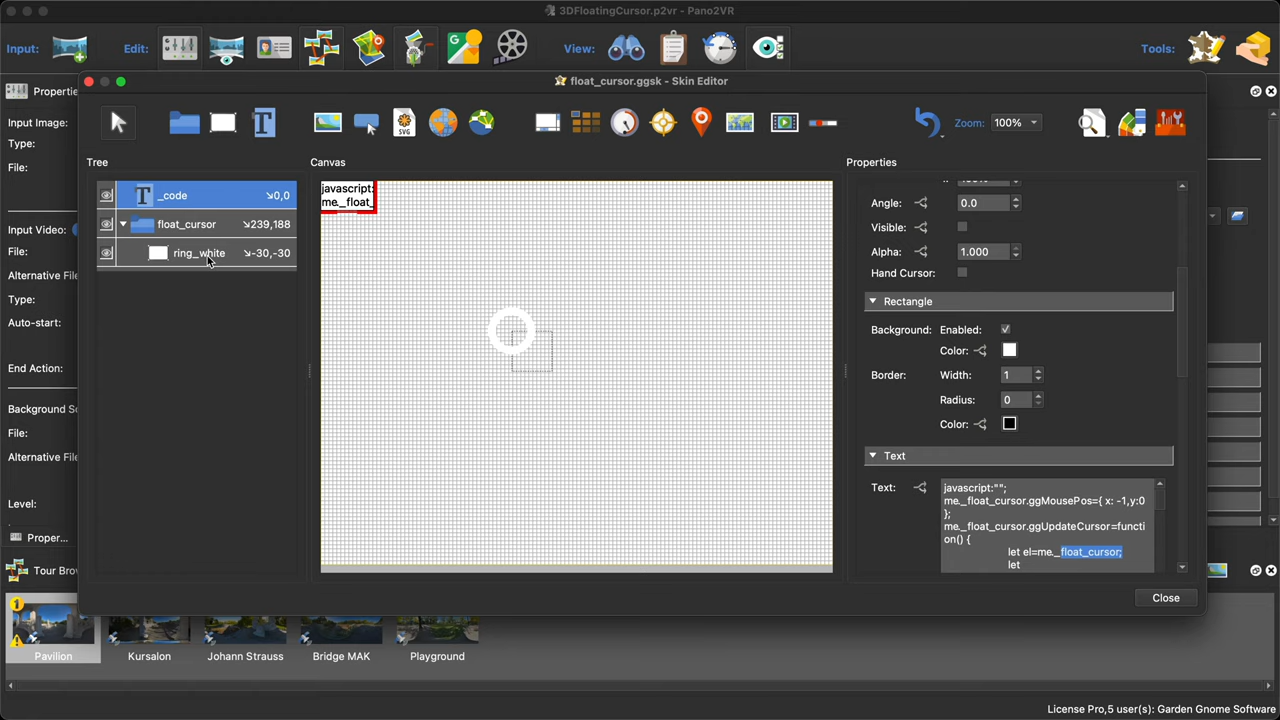 3DFloatingCursor.p2vr - Pano2VR
Input:
Edit:
View:
Tools:
float_cursor.ggsk - Skin Editor
Properties
Input Image:
Type:
File:
Input Video:
File:
Alternative File
Type:
Auto-start:
End Action:
Background So
File:
Alternative File
Level:
Proper...
Tour Brow
T
Zoom: 100%
Tree
T _code 0,0
float_cursor 239,188
ring_white -30,-30
Canvas
javascript:
me._float_
Properties
Angle: 0.0
Visible:
Alpha: 1.000
Hand Cursor:
Rectangle
Background: Enabled:
Color:
Border: Width: 1
Radius: 0
Color:
Text
Text: javascript:"";
me._float_cursor.ggMousePos={ x: -1,y:0
};
me._float_cursor.ggUpdateCursor=functi
on() {
let el=me._float_cursor;
let
Close
1
Pavilion
Kursalon
Johann Strauss
Bridge MAK
Playground
License Pro,5 user(s): Garden Gnome Software